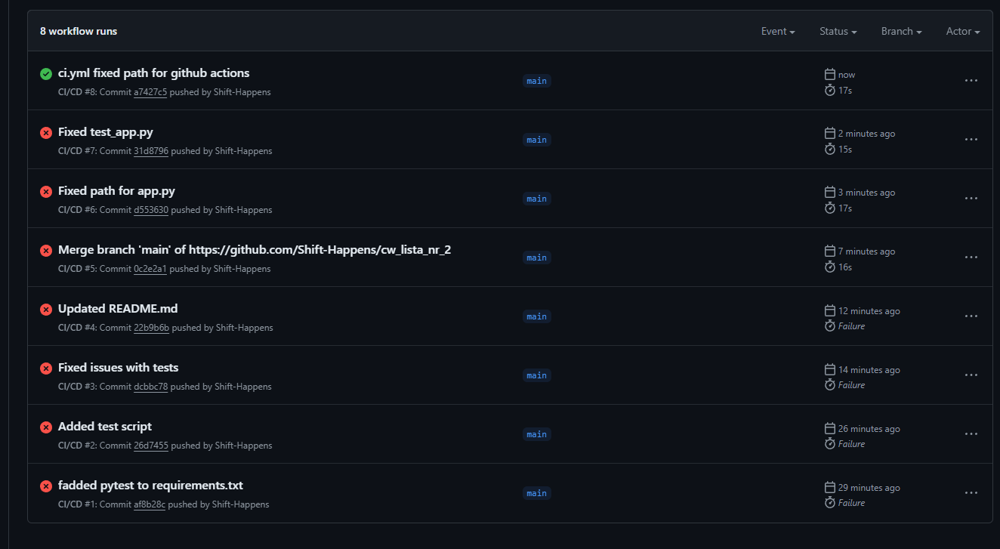 8 workflow runs
Event Status Branch Actor
ci.yml fixed path for github actions
CI/CD #8: Commit a7427c5 pushed by Shift-Happens
main
now
17s
Fixed test_app.py
CI/CD #7: Commit 31d8796 pushed by Shift-Happens
main
2 minutes ago
15s
Fixed path for app.py
CI/CD #6: Commit d553630 pushed by Shift-Happens
main
3 minutes ago
17s
Merge branch 'main' of https://github.com/Shift-Happens/cw_lista_nr_2
CI/CD #5: Commit 0c2e2a1 pushed by Shift-Happens
main
7 minutes ago
16s
Updated README.md
CI/CD #4: Commit 22b9b6b pushed by Shift-Happens
main
12 minutes ago
Failure
Fixed issues with tests
CI/CD #3: Commit dcbbc78 pushed by Shift-Happens
main
14 minutes ago
Failure
Added test script
CI/CD #2: Commit 26d7455 pushed by Shift-Happens
main
26 minutes ago
Failure
fadded pytest to requirements.txt
CI/CD #1: Commit af8b28c pushed by Shift-Happens
main
29 minutes ago
Failure